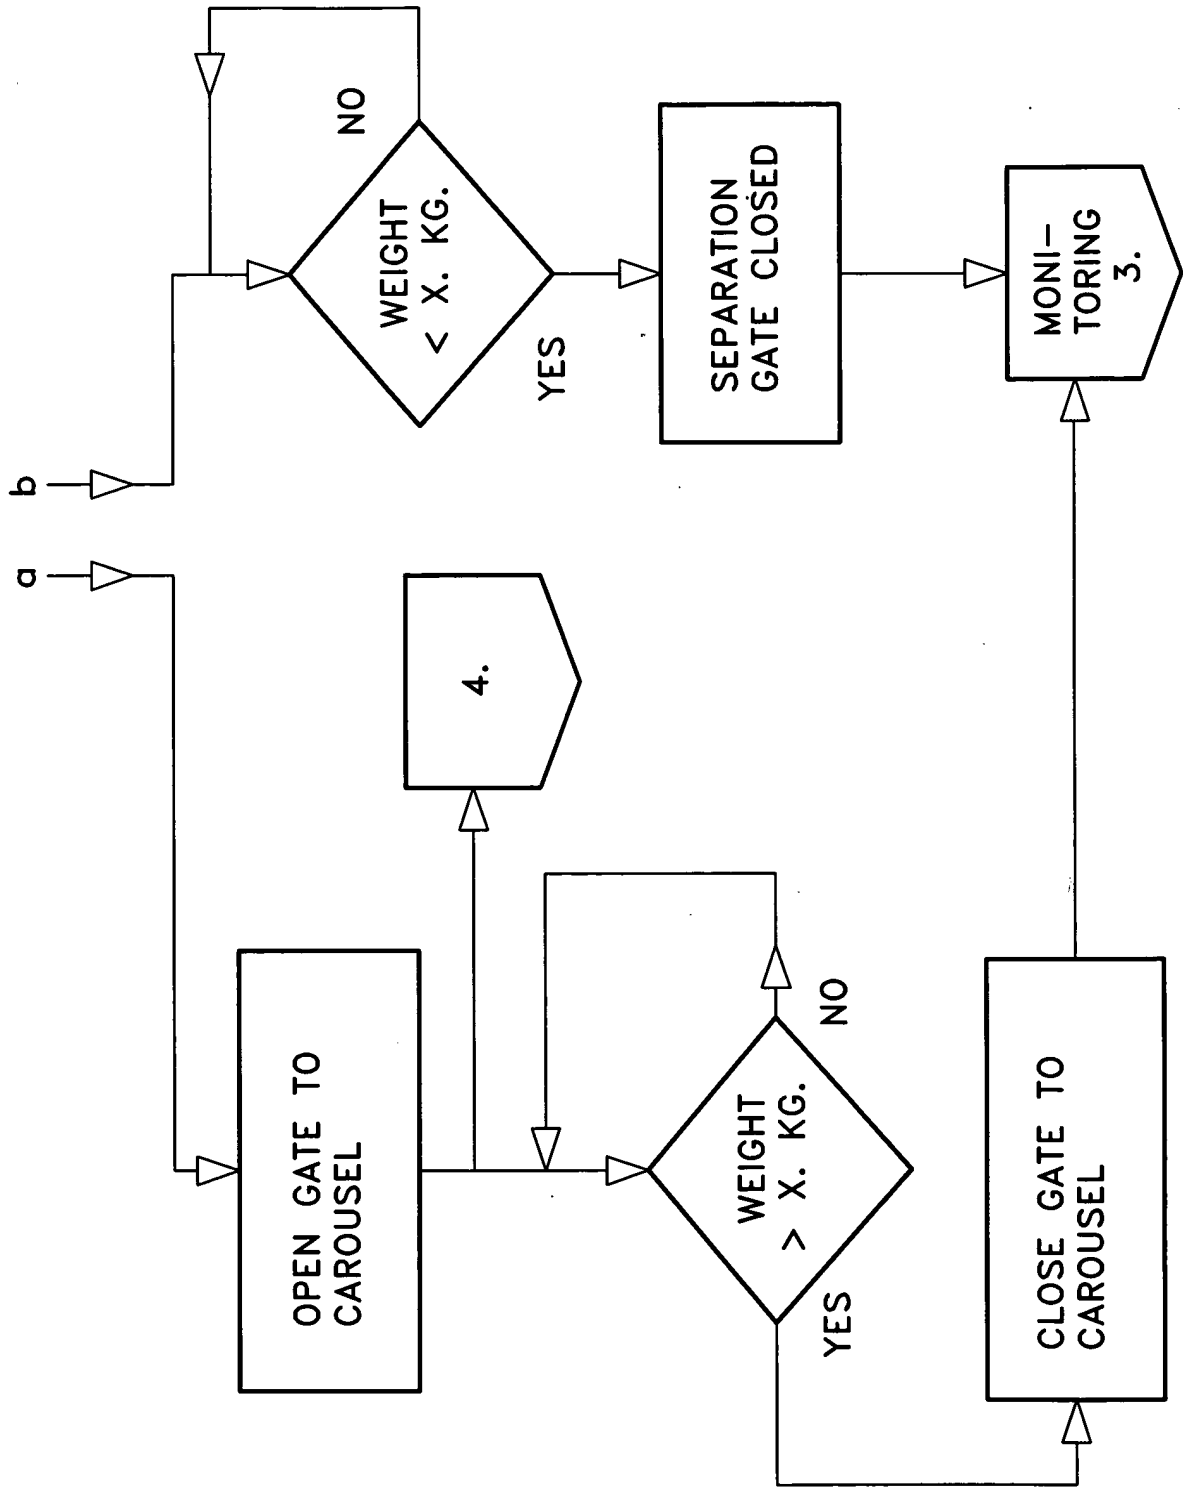 a
b
OPEN GATE TO
CAROUSEL
4.
WEIGHT
> X. KG.
NO
YES
CLOSE GATE TO
CAROUSEL
WEIGHT
< X. KG.
NO
YES
SEPARATION
GATE CLOSED
MONI-
TORING
3.